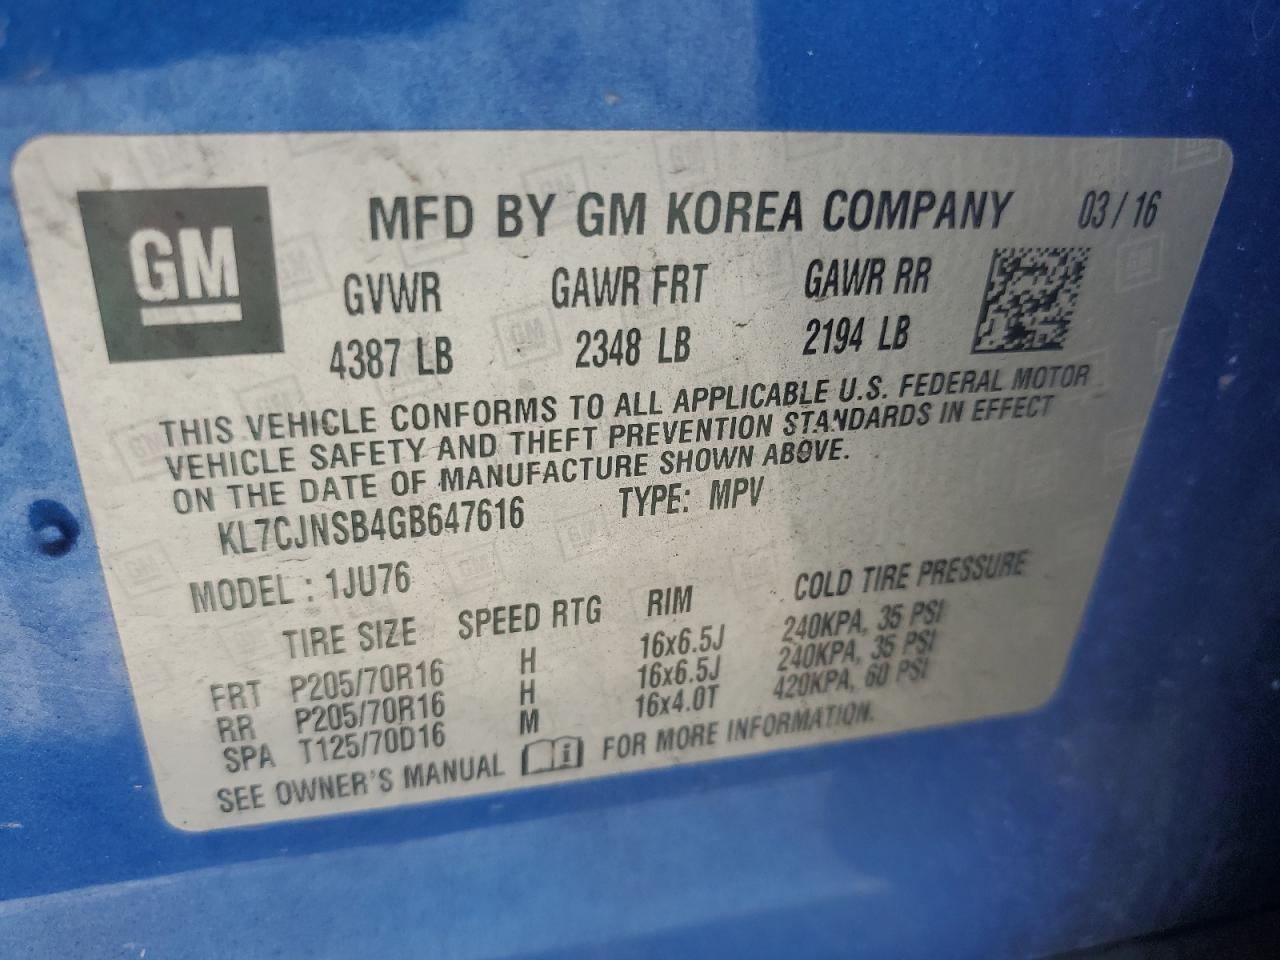 GM
MFD BY GM KOREA COMPANY 03/16
GVWR GAWR FRT GAWR RR
4387 LB 2348 LB 2194 LB
THIS VEHICLE CONFORMS TO ALL APPLICABLE U.S. FEDERAL MOTOR
VEHICLE SAFETY AND THEFT PREVENTION STANDARDS IN EFFECT
ON THE DATE OF MANUFACTURE SHOWN ABOVE.
KL7CJNSB4GB647616 TYPE: MPV
MODEL : 1JU76
TIRE SIZE SPEED RTG RIM COLD TIRE PRESSURE
FRT P205/70R16 H 16x6.5J 240KPA, 35 PSI
RR P205/70R16 H 16x6.5J 240KPA, 35 PSI
SPA T125/70D16 M 16x4.0T 420KPA, 60 PSI
SEE OWNER'S MANUAL i FOR MORE INFORMATION.